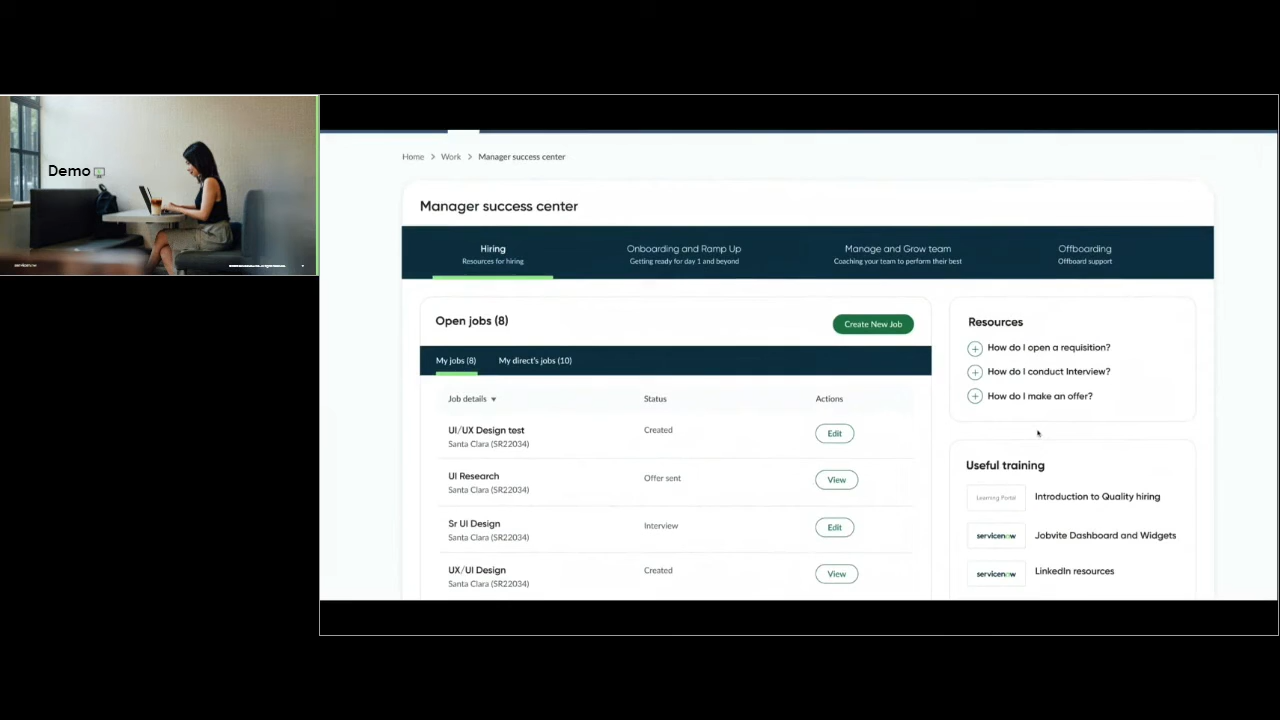 Demo
servicenow
Home > Work > Manager success center
Manager success center
Hiring
Resources for hiring
Onboarding and Ramp Up
Getting ready for day 1 and beyond
Manage and Grow team
Coaching your team to perform their best
Offboarding
Offboard support
Open jobs (8)
Create New Job
My jobs (8)
My direct's jobs (10)
Job details
Status
Actions
UI/UX Design test
Santa Clara (SR22034)
Created
Edit
UI Research
Santa Clara (SR22034)
Offer sent
View
Sr UI Design
Santa Clara (SR22034)
Interview
Edit
UX/UI Design
Santa Clara (SR22034)
Created
View
Resources
How do I open a requisition?
How do I conduct Interview?
How do I make an offer?
Useful training
Learning Portal
Introduction to Quality hiring
servicenow
Jobvite Dashboard and Widgets
servicenow
LinkedIn resources